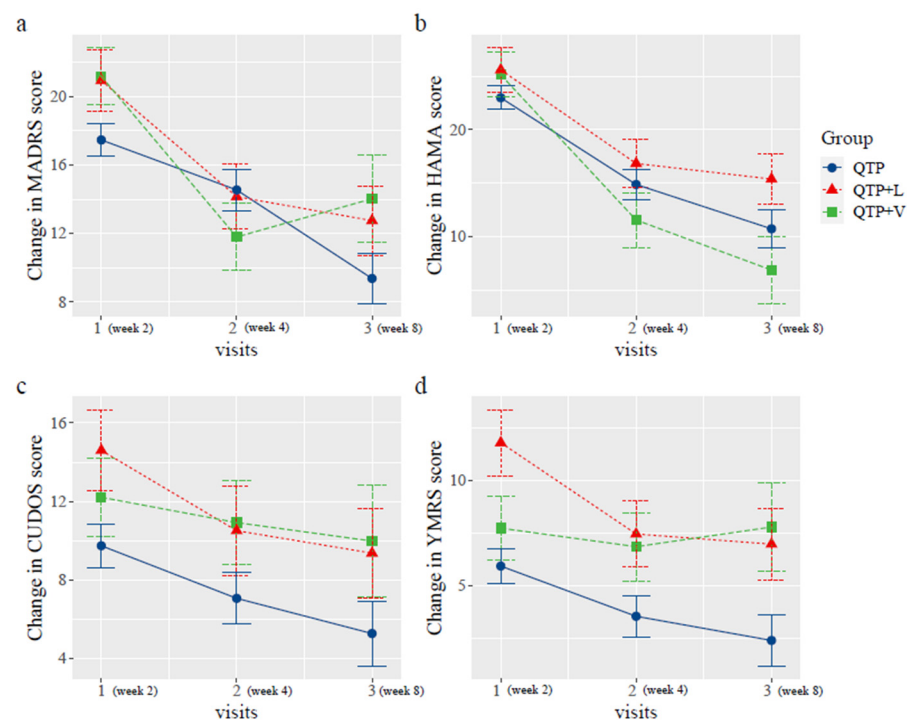 a
Change in MADRS score
20
16
12
8
1 (week 2) 2 (week 4) 3 (week 8)
visits
b
Change in HAMA score
20
10
1 (week 2) 2 (week 4) 3 (week 8)
visits
Group
QTP
QTP+L
QTP+V
c
Change in CUDOS score
16
12
8
4
1 (week 2) 2 (week 4) 3 (week 8)
visits
d
Change in YMRS score
10
5
1 (week 2) 2 (week 4) 3 (week 8)
visits